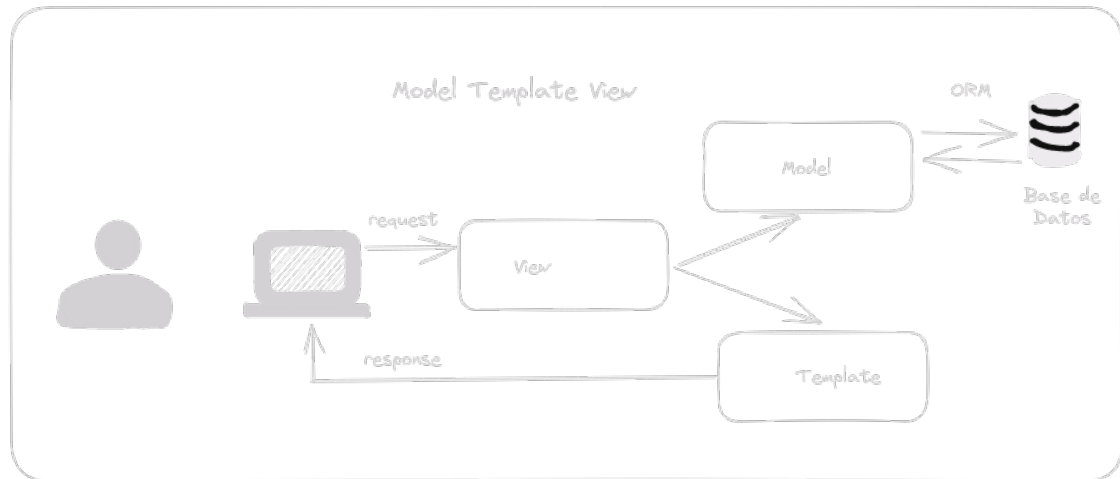 Model Template View
ORM
Model
Base de
Datos
request
View
response
Template